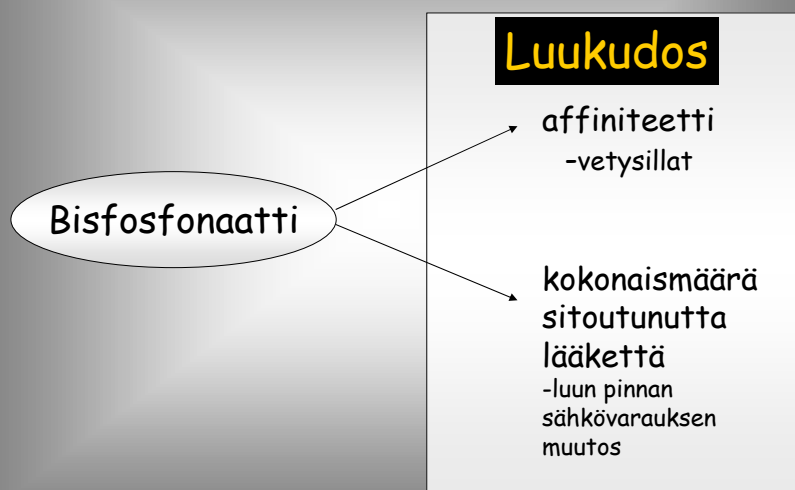 Luukudos
affiniteetti
-vetysillat
Bisfosfonaatti
kokonaismäärä
sitoutunutta
lääkettä
-luun pinnan
sähkövarauksen
muutos